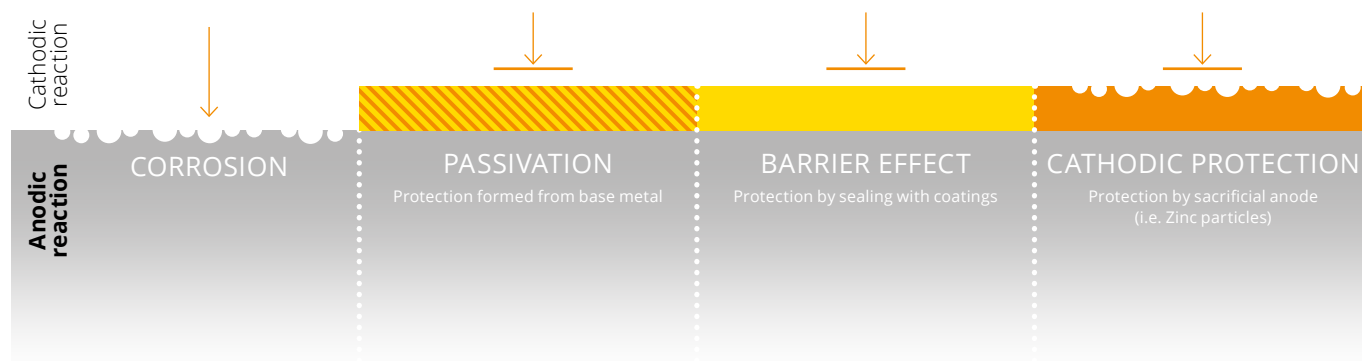 Cathodic
reaction
Anodic
reaction
CORROSION
PASSIVATION
Protection formed from base metal
BARRIER EFFECT
Protection by sealing with coatings
CATHODIC PROTECTION
Protection by sacrificial anode
(i.e. Zinc particles)